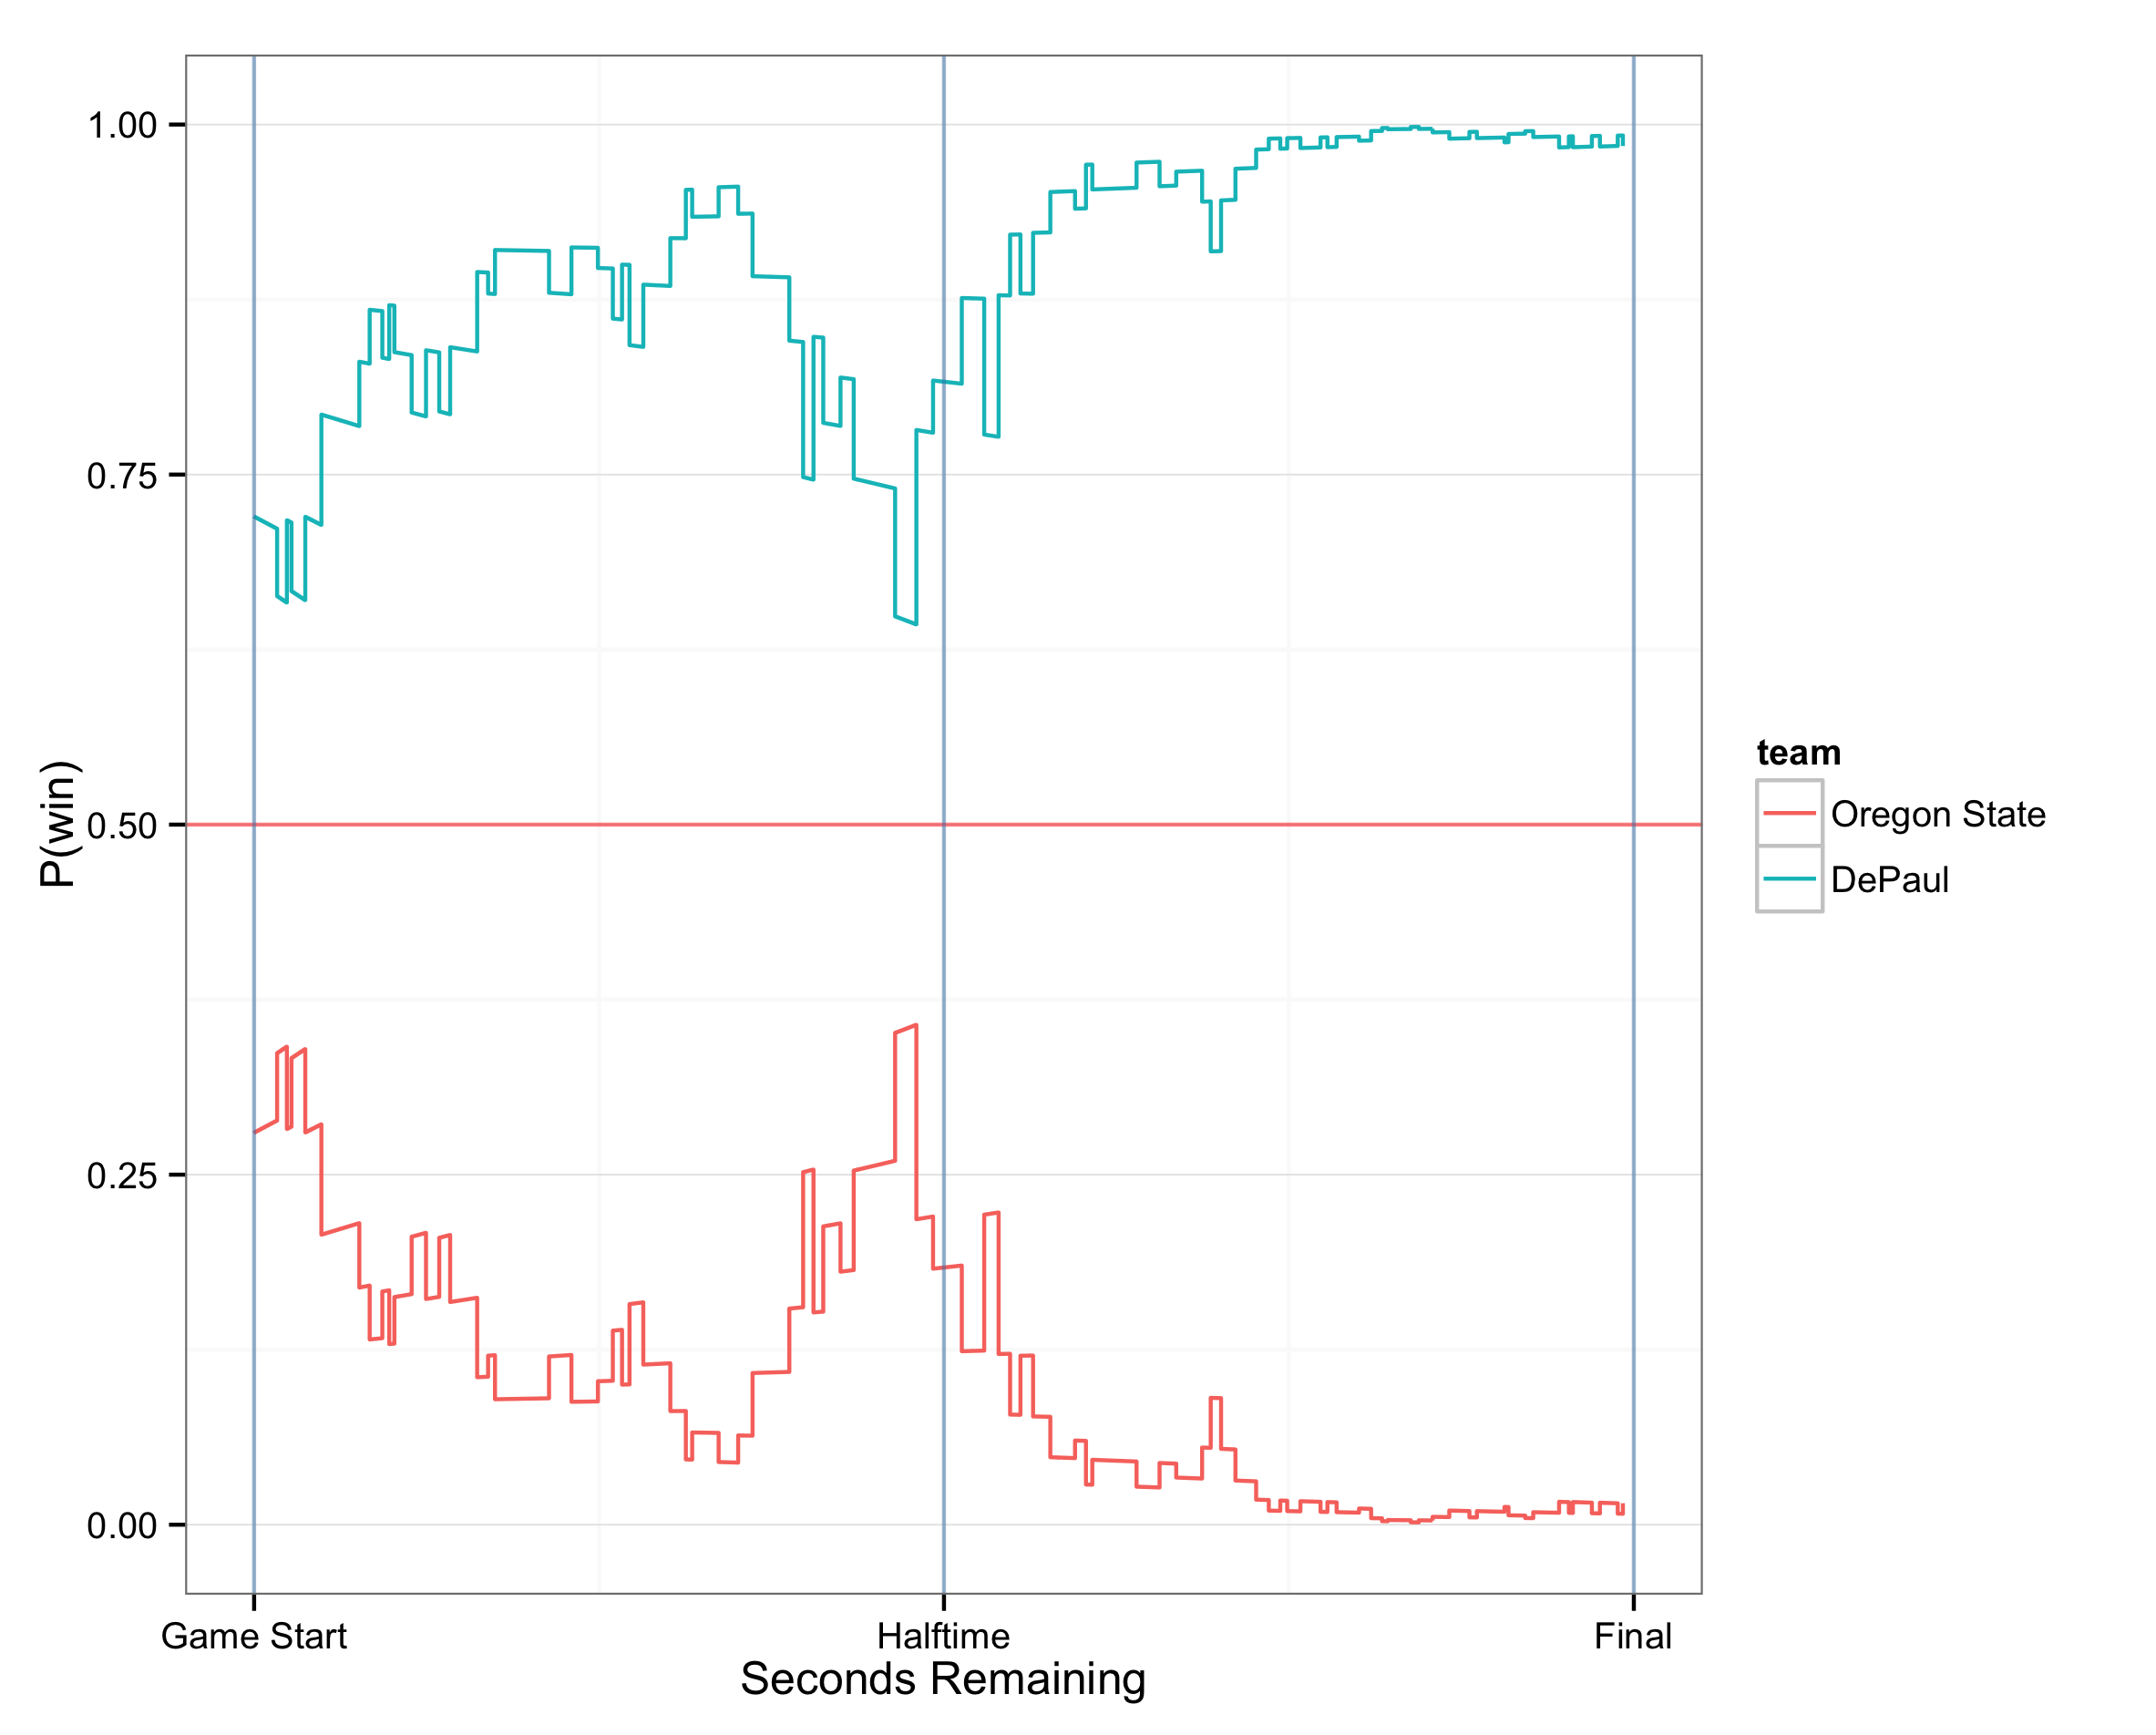 1.00
0.75
0.50
0.25
0.00
P(win)
Game Start
Halftime
Final
Seconds Remaining
team
Oregon State
DePaul